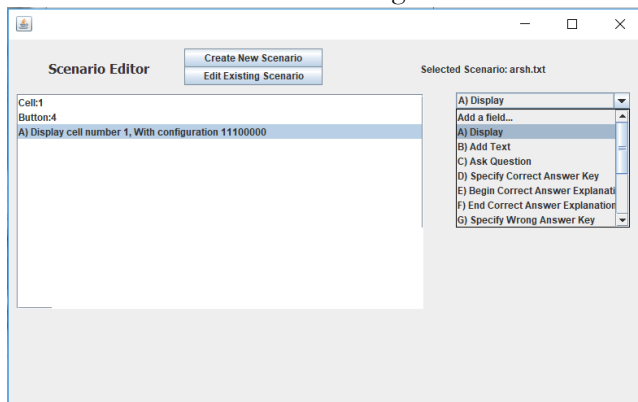 Create New Scenario
Scenario Editor
Edit Existing Scenario
Selected Scenario: arsh.txt
Cell:1
Button:4
A) Display cell number 1, With configuration 11100000
A) Display
Add a field...
A) Display
B) Add Text
C) Ask Question
D) Specify Correct Answer Key
E) Begin Correct Answer Explanati
F) End Correct Answer Explanation
G) Specify Wrong Answer Key